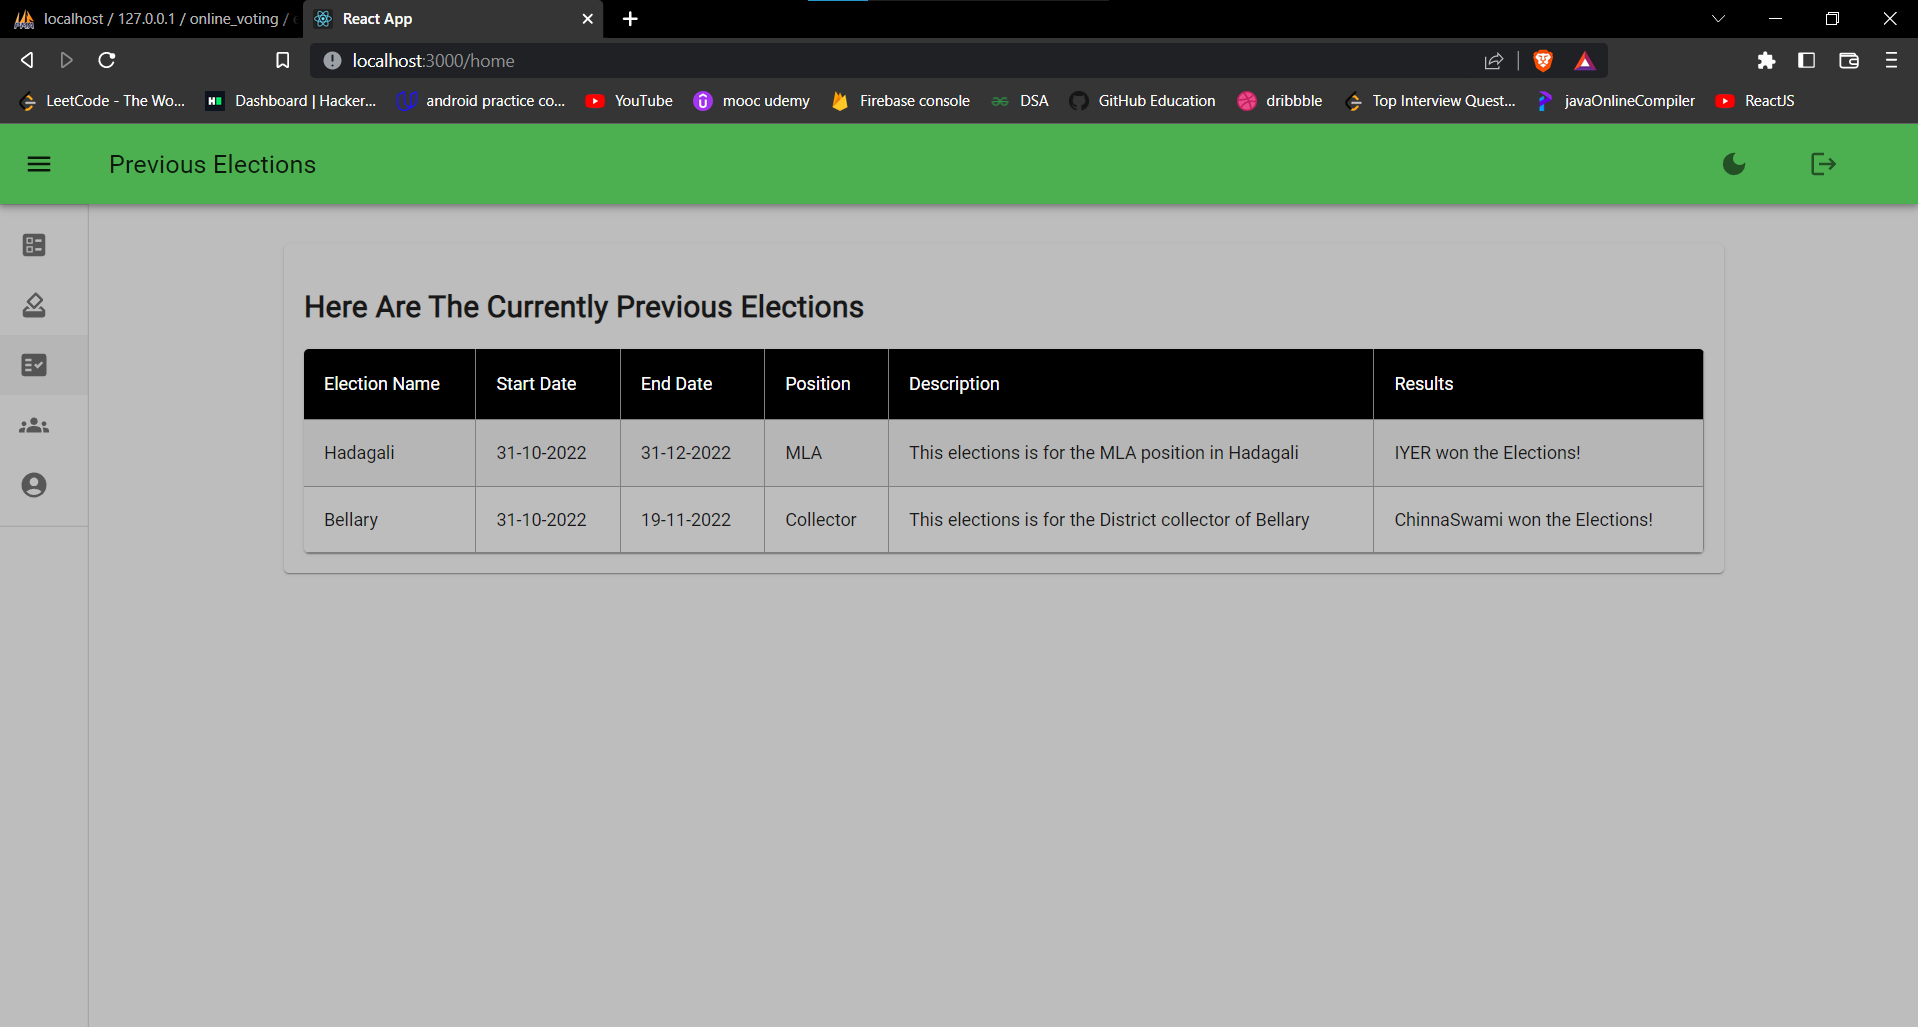 localhost / 127.0.0.1 / online_voting /
React App
localhost:3000/home
LeetCode - The Wo... Dashboard | Hacker... android practice co... YouTube mooc udemy Firebase console DSA GitHub Education dribbble Top Interview Quest... javaOnlineCompiler ReactJS
Previous Elections
Here Are The Currently Previous Elections
Election Name Start Date End Date Position Description Results
Hadagali 31-10-2022 31-12-2022 MLA This elections is for the MLA position in Hadagali IYER won the Elections!
Bellary 31-10-2022 19-11-2022 Collector This elections is for the District collector of Bellary ChinnaSwami won the Elections!